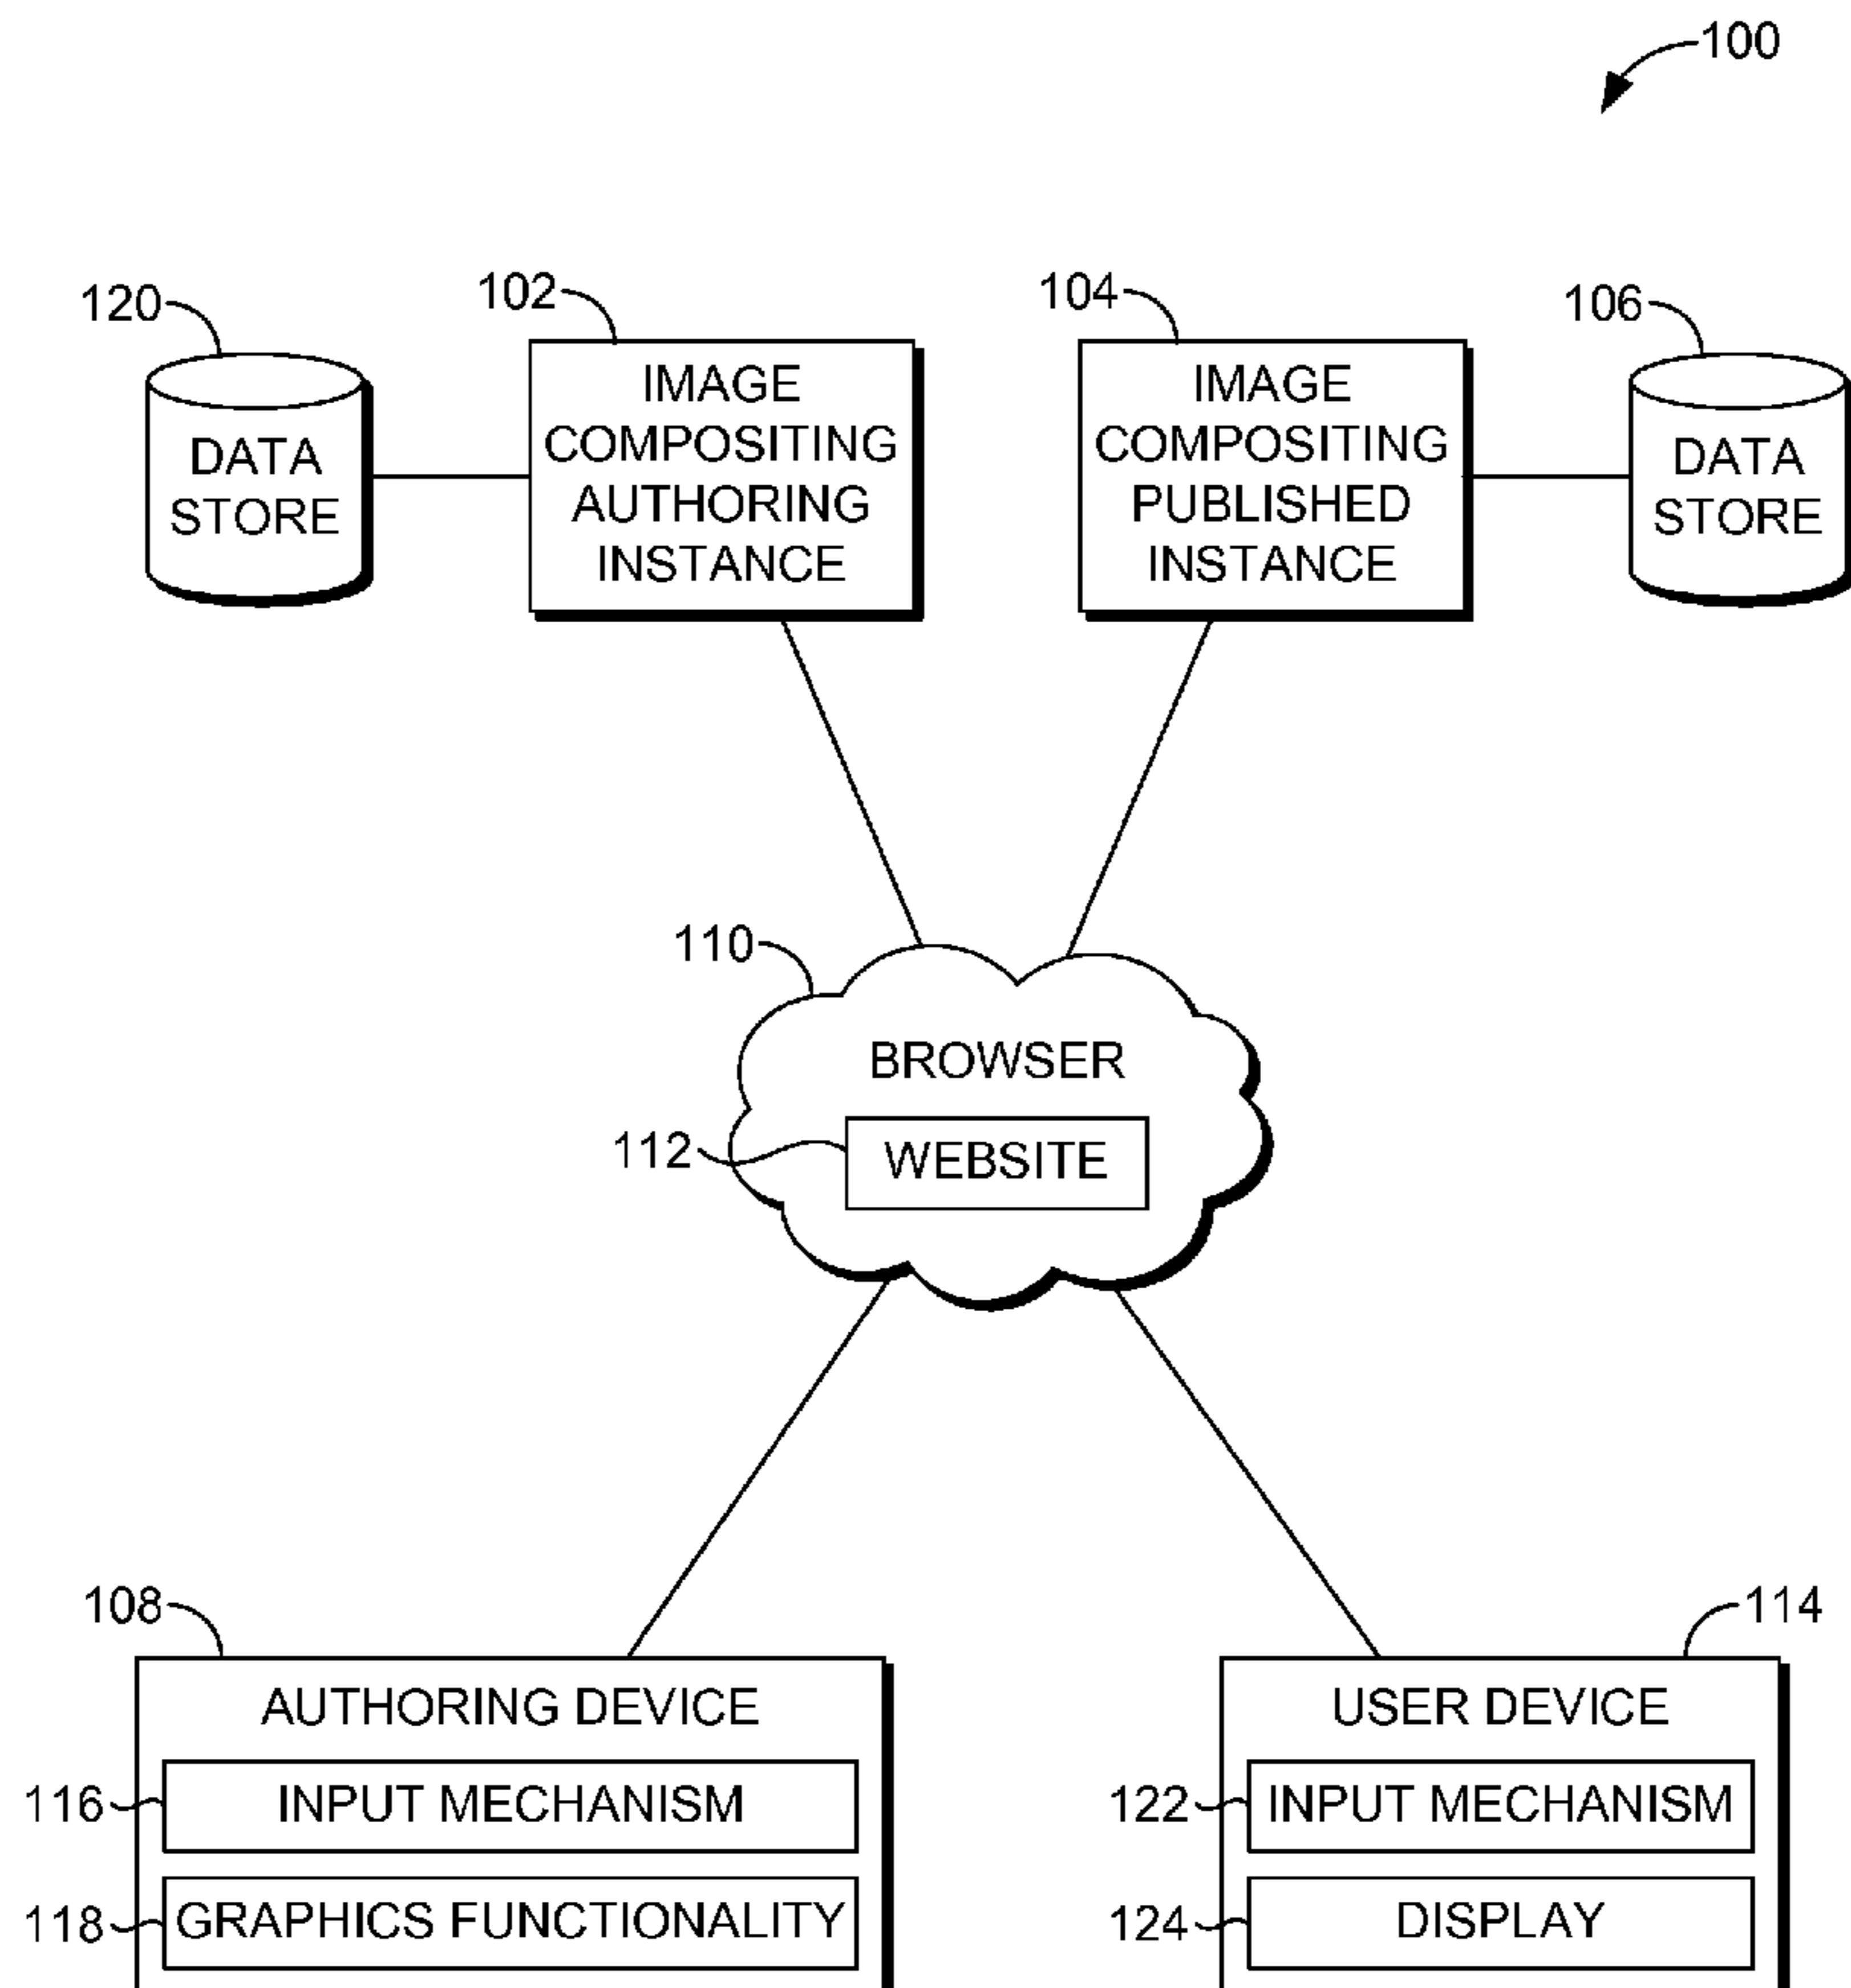 100
120
102
104
106
DATA
STORE
IMAGE
COMPOSITING
AUTHORING
INSTANCE
IMAGE
COMPOSITING
PUBLISHED
INSTANCE
DATA
STORE
110
BROWSER
112
WEBSITE
108
114
AUTHORING DEVICE
116
INPUT MECHANISM
118
GRAPHICS FUNCTIONALITY
USER DEVICE
122
INPUT MECHANISM
124
DISPLAY